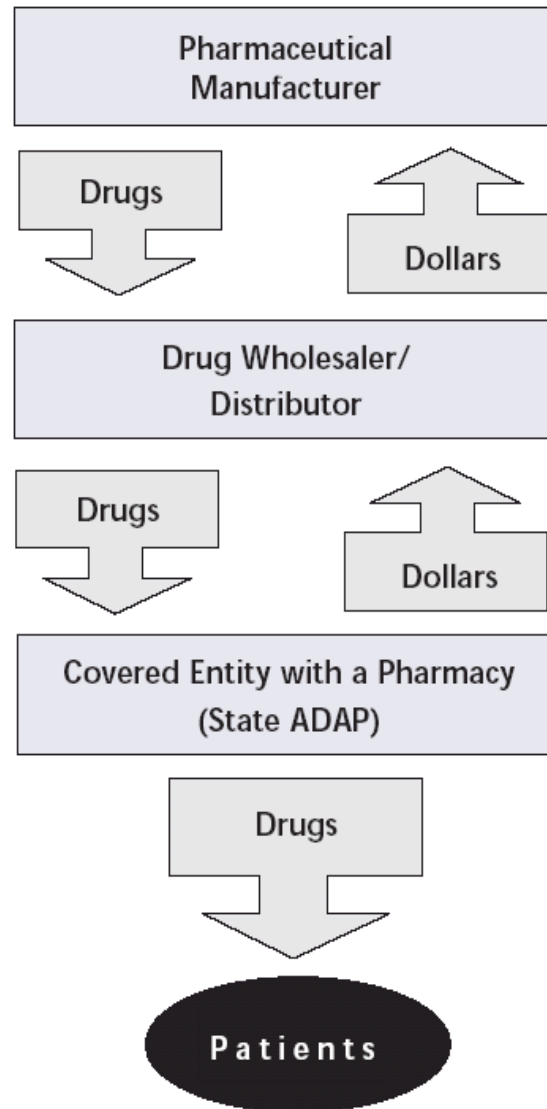 Pharmaceutical
Manufacturer
Drugs
Dollars
Drug Wholesaler/
Distributor
Drugs
Dollars
Covered Entity with a Pharmacy
(State ADAP)
Drugs
Patients